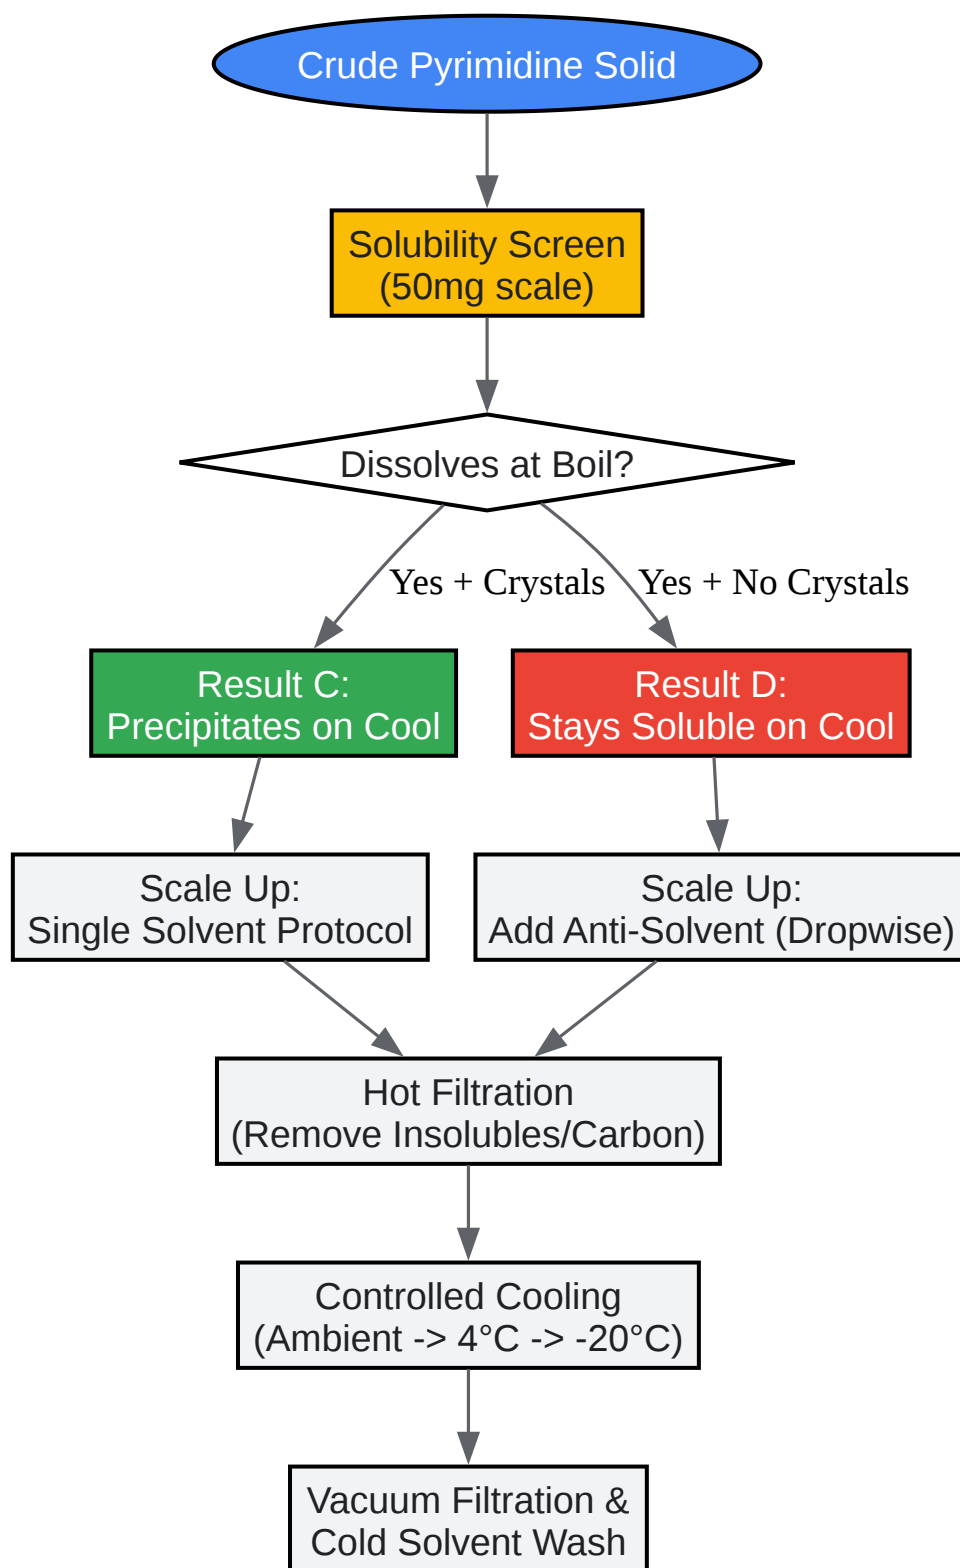 Crude Pyrimidine Solid
Solubility Screen
(50mg scale)
Dissolves at Boil?
Yes + Crystals
Yes + No Crystals
Result C:
Precipitates on Cool
Result D:
Stays Soluble on Cool
Scale Up:
Single Solvent Protocol
Scale Up:
Add Anti-Solvent (Dropwise)
Hot Filtration
(Remove Insolubles/Carbon)
Controlled Cooling
(Ambient -> 4°C -> -20°C)
Vacuum Filtration &
Cold Solvent Wash